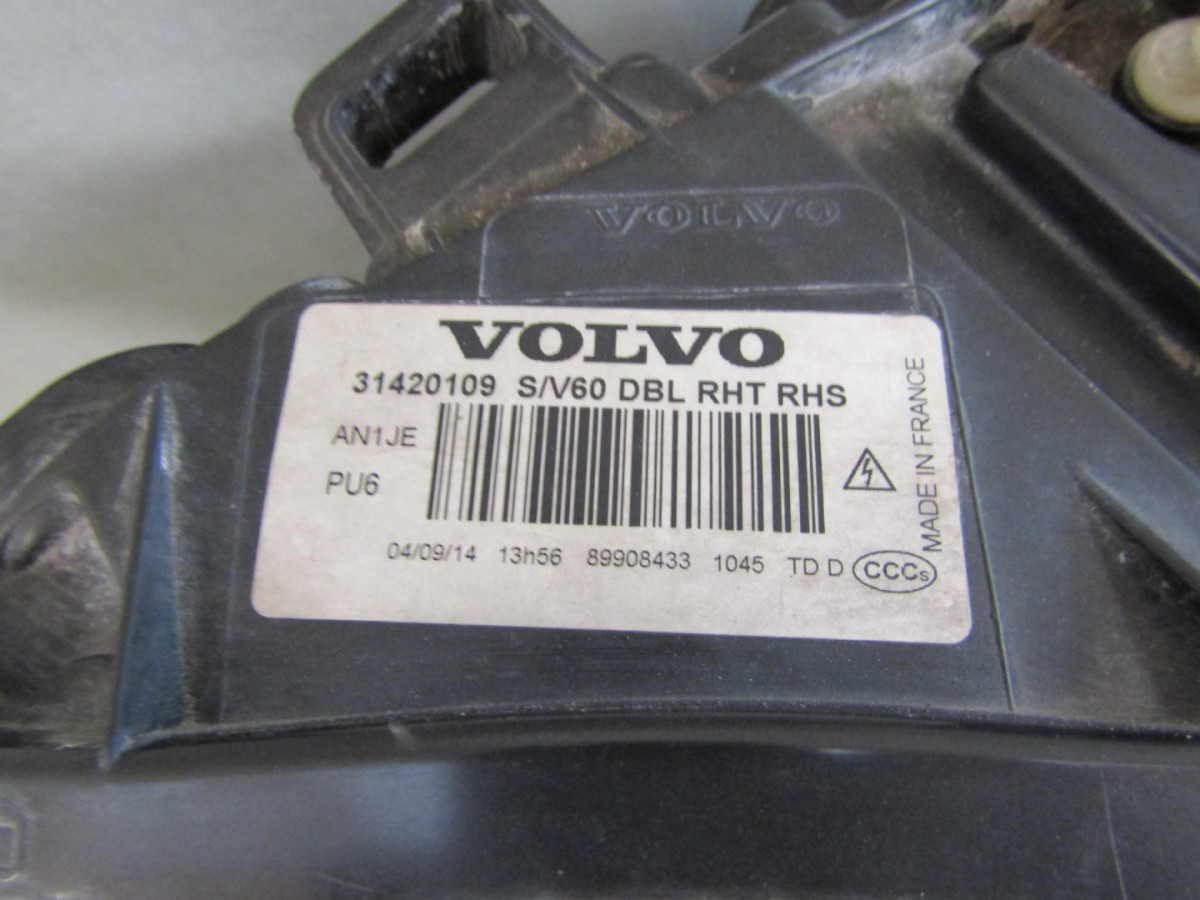 VOLVO
VOLVO
31420109 S/V60 DBL RHT RHS
AN1JE
PU6
MADE IN FRANCE
04/09/14 13h56 89908433 1045 TD D CCCs